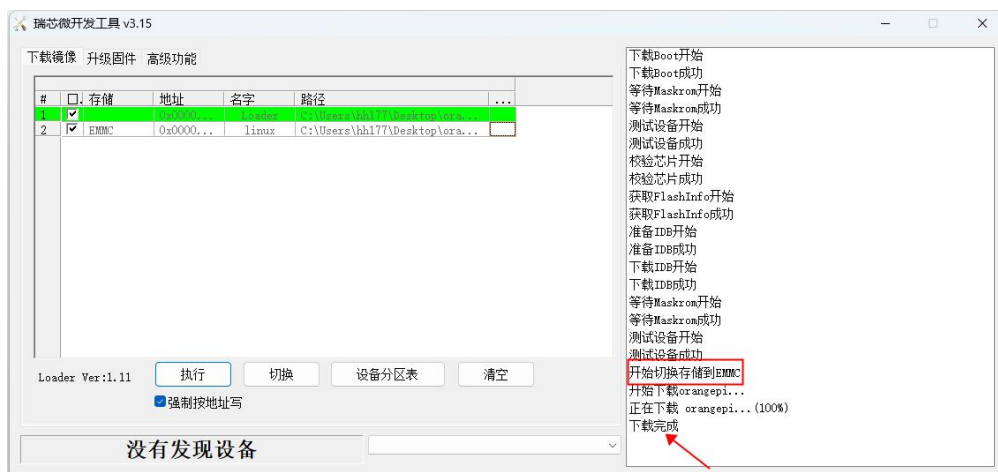 瑞芯微开发工具 v3.15
下载镜像 升级固件 高级功能
# 口. 存储 地址 名字 路径 ...
1 0x0000... Loader C:\Users\hh177\Desktop\ora...
2 EMMC 0x0000... linux C:\Users\hh177\Desktop\ora...
Loader Ver:1.11 执行 切换 设备分区表 清空
强制按地址写
没有发现设备
下载Boot开始
下载Boot成功
等待Maskrom开始
等待Maskrom成功
测试设备开始
测试设备成功
校验芯片开始
校验芯片成功
获取FlashInfo开始
获取FlashInfo成功
准备IDB开始
准备IDB成功
下载IDB开始
下载IDB成功
等待Maskrom开始
等待Maskrom成功
测试设备开始
测试设备成功
开始切换存储到EMMC
开始下载orangepi...
正在下载 orangepi...(100%)
下载完成